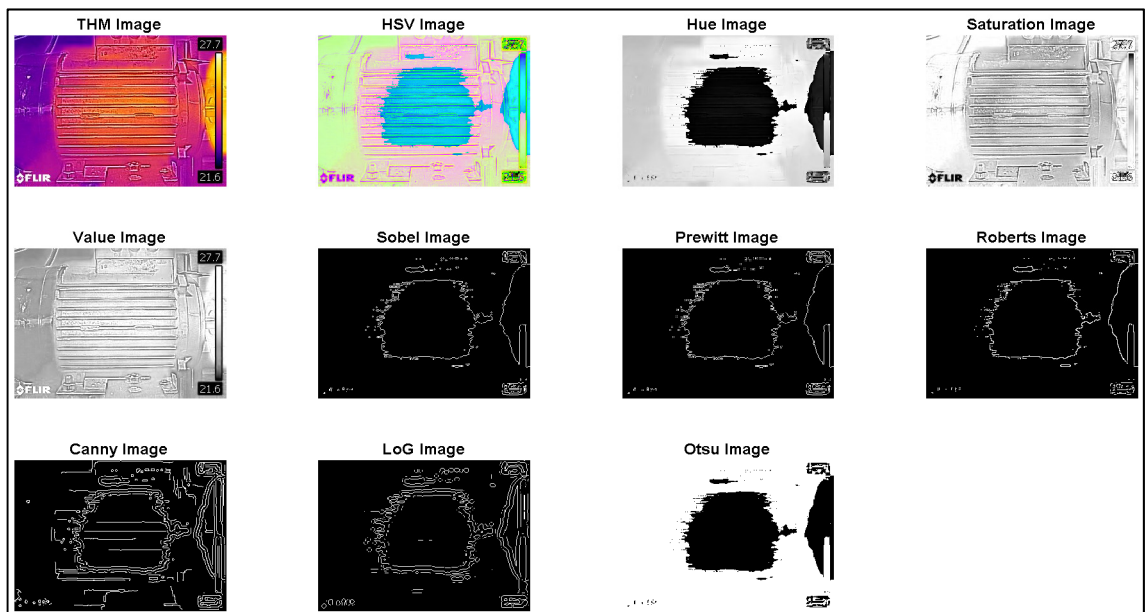 THM Image
HSV Image
Hue Image
Saturation Image
27.7
21.6
FLIR
FLIR
FLIR
Value Image
Sobel Image
Prewitt Image
Roberts Image
27.7
21.6
FLIR
Canny Image
LoG Image
Otsu Image